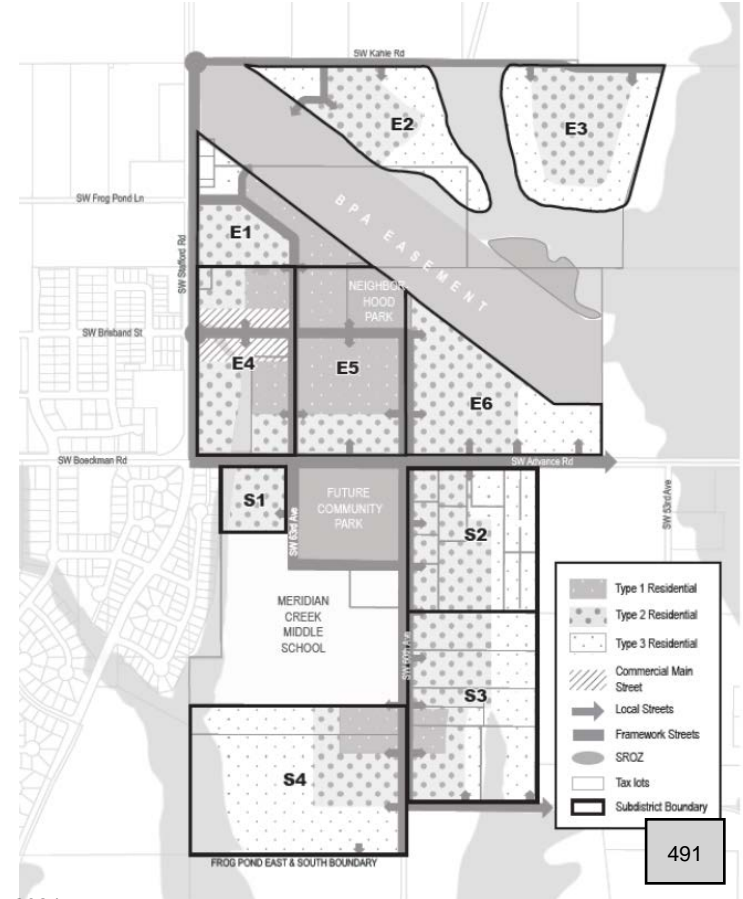 SW Kahle Rd
E2
E3
SW Frog Pond Ln
BPA EASEMENT
E1
SW Stafford Rd
NEIGHBOR-
HOOD
PARK
SW Brisband St
E4
E5
E6
SW Boeckman Rd
SW Advance Rd
S1
FUTURE
COMMUNITY
PARK
SW 63rd Ave
SW 53rd Ave
S2
MERIDIAN
CREEK
MIDDLE
SCHOOL
SW 60th Ave
S3
S4
FROG POND EAST & SOUTH BOUNDARY
Type 1 Residential
Type 2 Residential
Type 3 Residential
Commercial Main
Street
Local Streets
Framework Streets
SROZ
Tax lots
Subdistrict Boundary
491